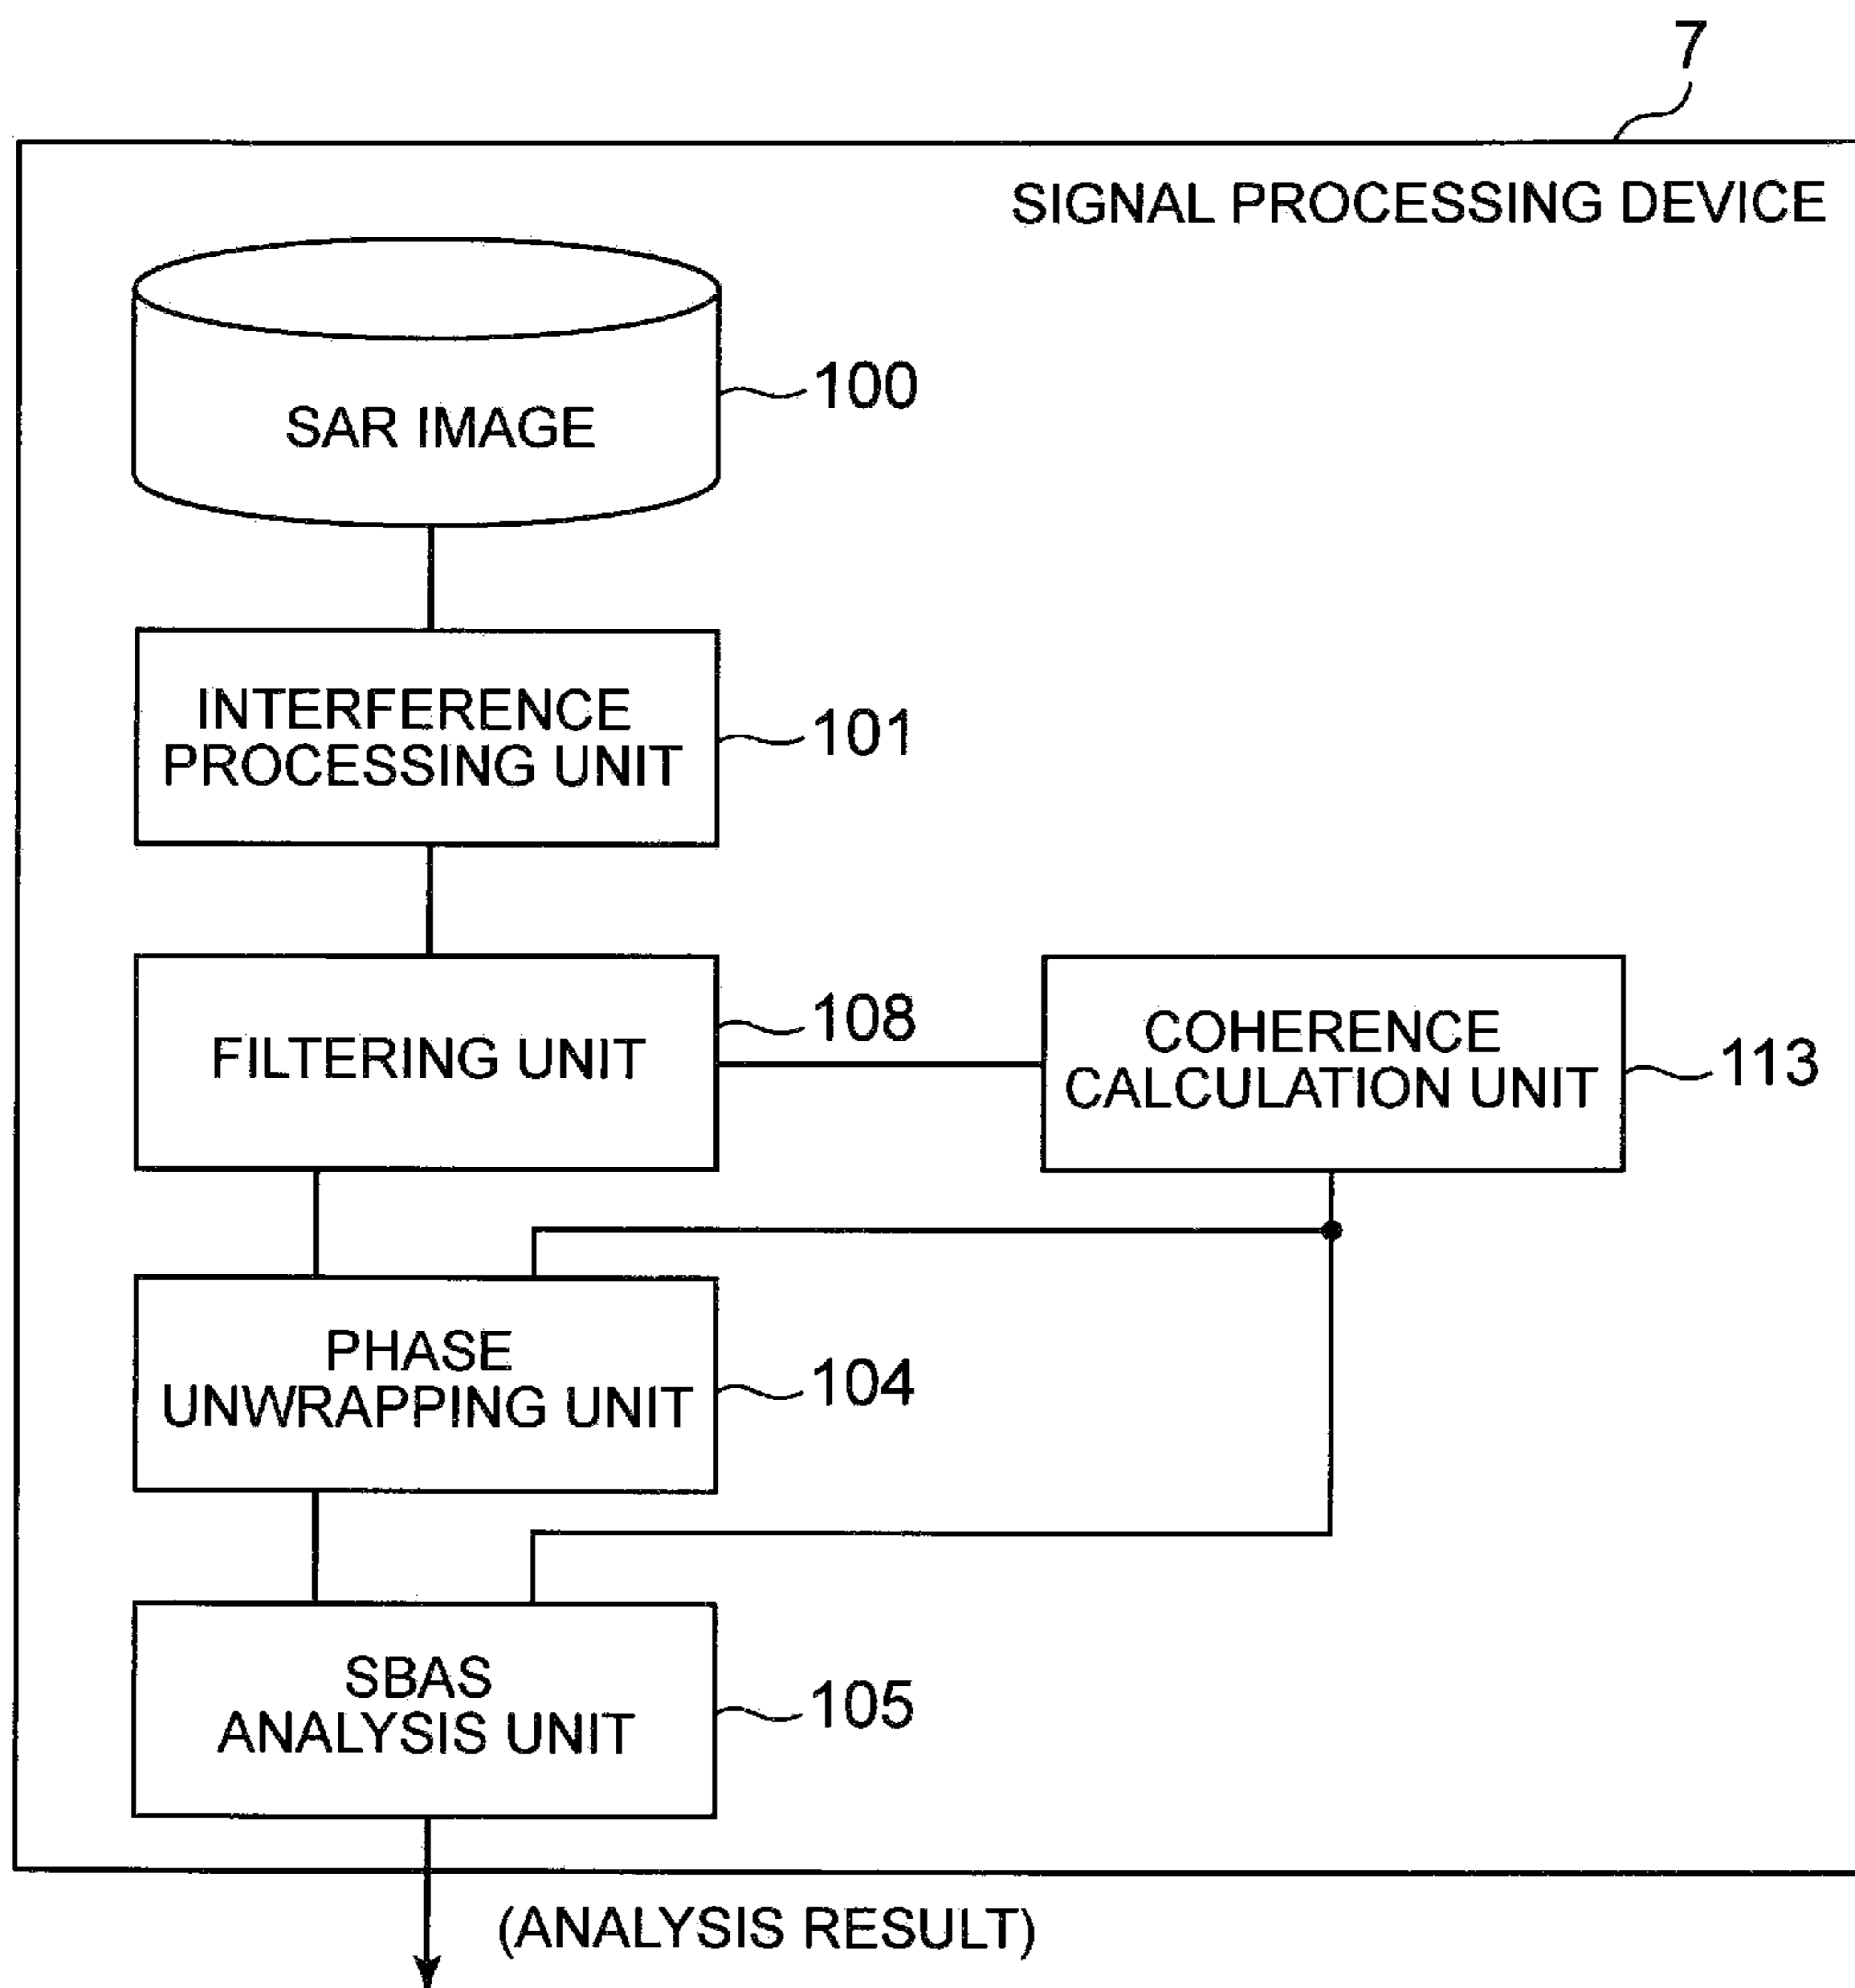 7
SIGNAL PROCESSING DEVICE
SAR IMAGE
100
INTERFERENCE
PROCESSING UNIT
101
FILTERING UNIT
108
COHERENCE
CALCULATION UNIT
113
PHASE
UNWRAPPING UNIT
104
SBAS
ANALYSIS UNIT
105
(ANALYSIS RESULT)